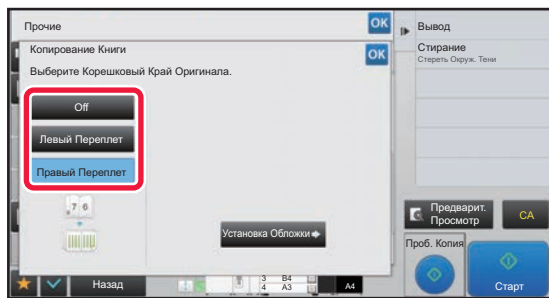 Прочие
OK
Вывод
Копирование Книги
OK
Стирание
Стереть Окруж. Тени
Выберите Корешковый Край Оригинала.
Off
Левый Переплет
Правый Переплет
7 6
Установка Обложки
Предварит.
Просмотр
CA
Проб. Копия
Назад
3 B4
4 A3
A4
Старт